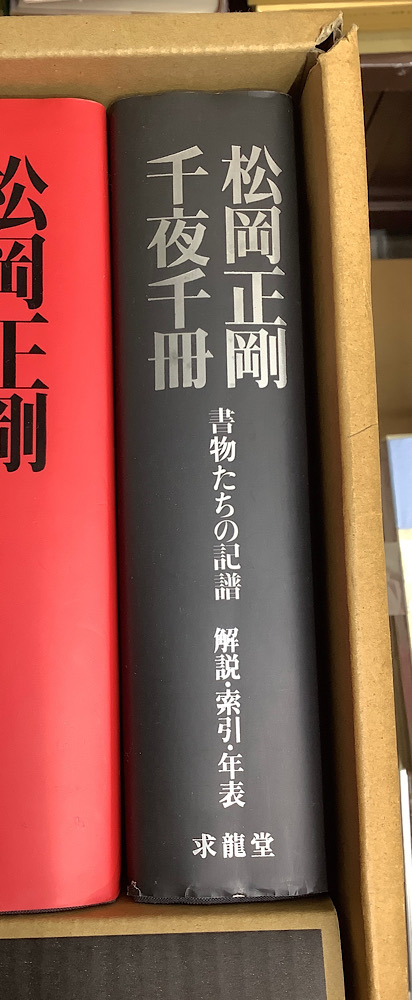 松岡正剛
松岡正剛
千夜千冊
書物たちの記譜 解説・索引・年表
求龍堂